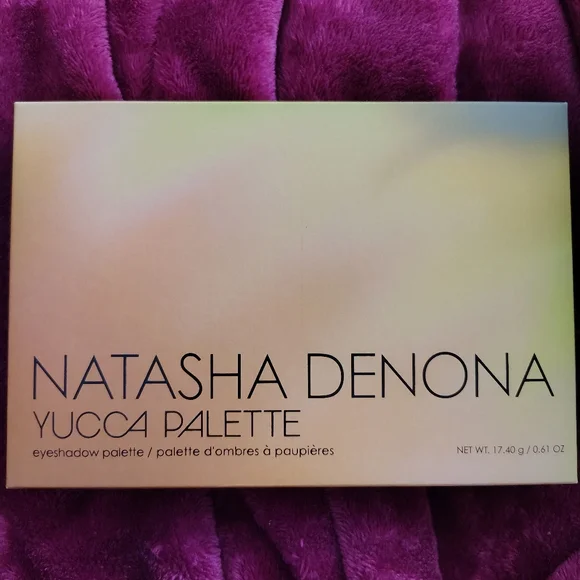 NATASHA DENONA
YUCCA PALETTE
eyeshadow palette / palette d'ombres à paupières
NET WT. 17.40 g / 0.61 OZ